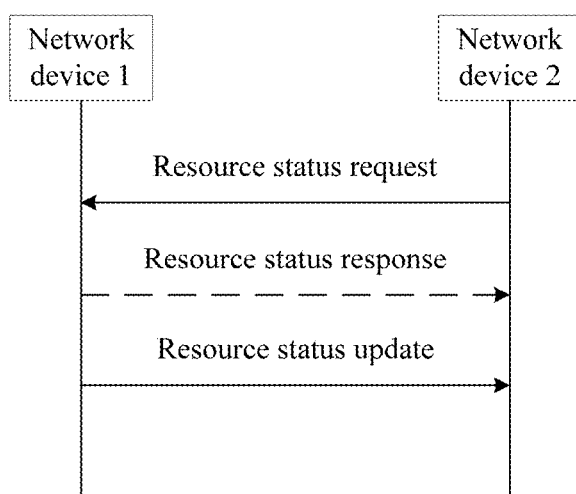 Network
device 1
Network
device 2
Resource status request
Resource status response
Resource status update